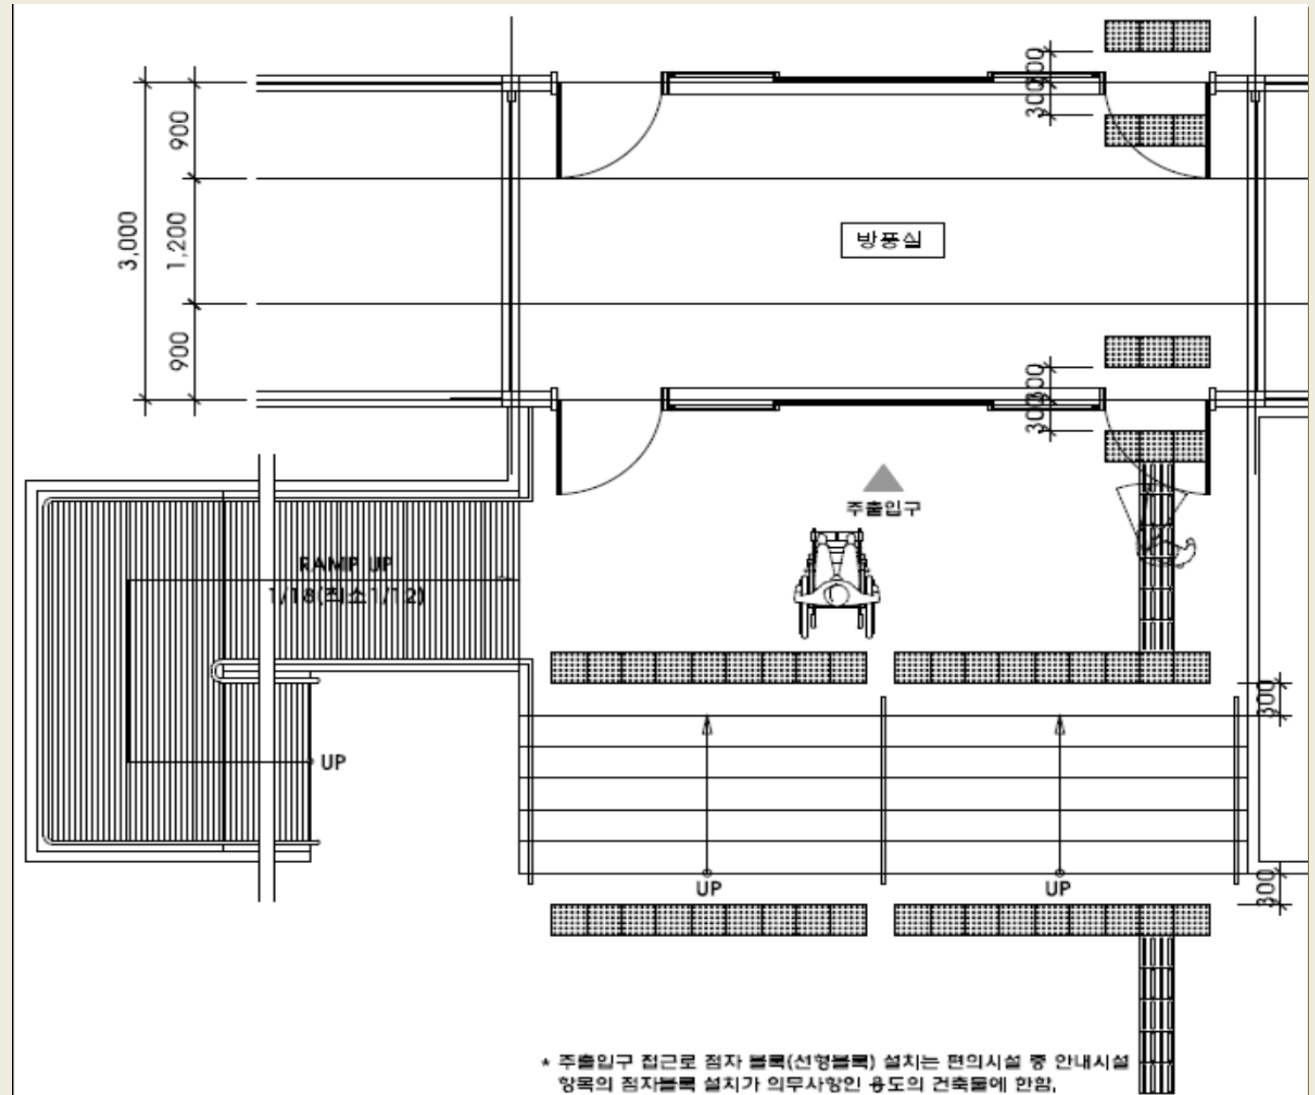 300
300
900
1,200
3,000
방풍실
900
300
300
주출입구
RAMP UP
1/18(최소1/12)
300
UP
UP
UP
300
* 주출입구 접근로 점자 블록(선형블록) 설치는 편의시설 중 안내시설
항목의 점자블록 설치가 의무사항인 용도의 건축물에 한함.